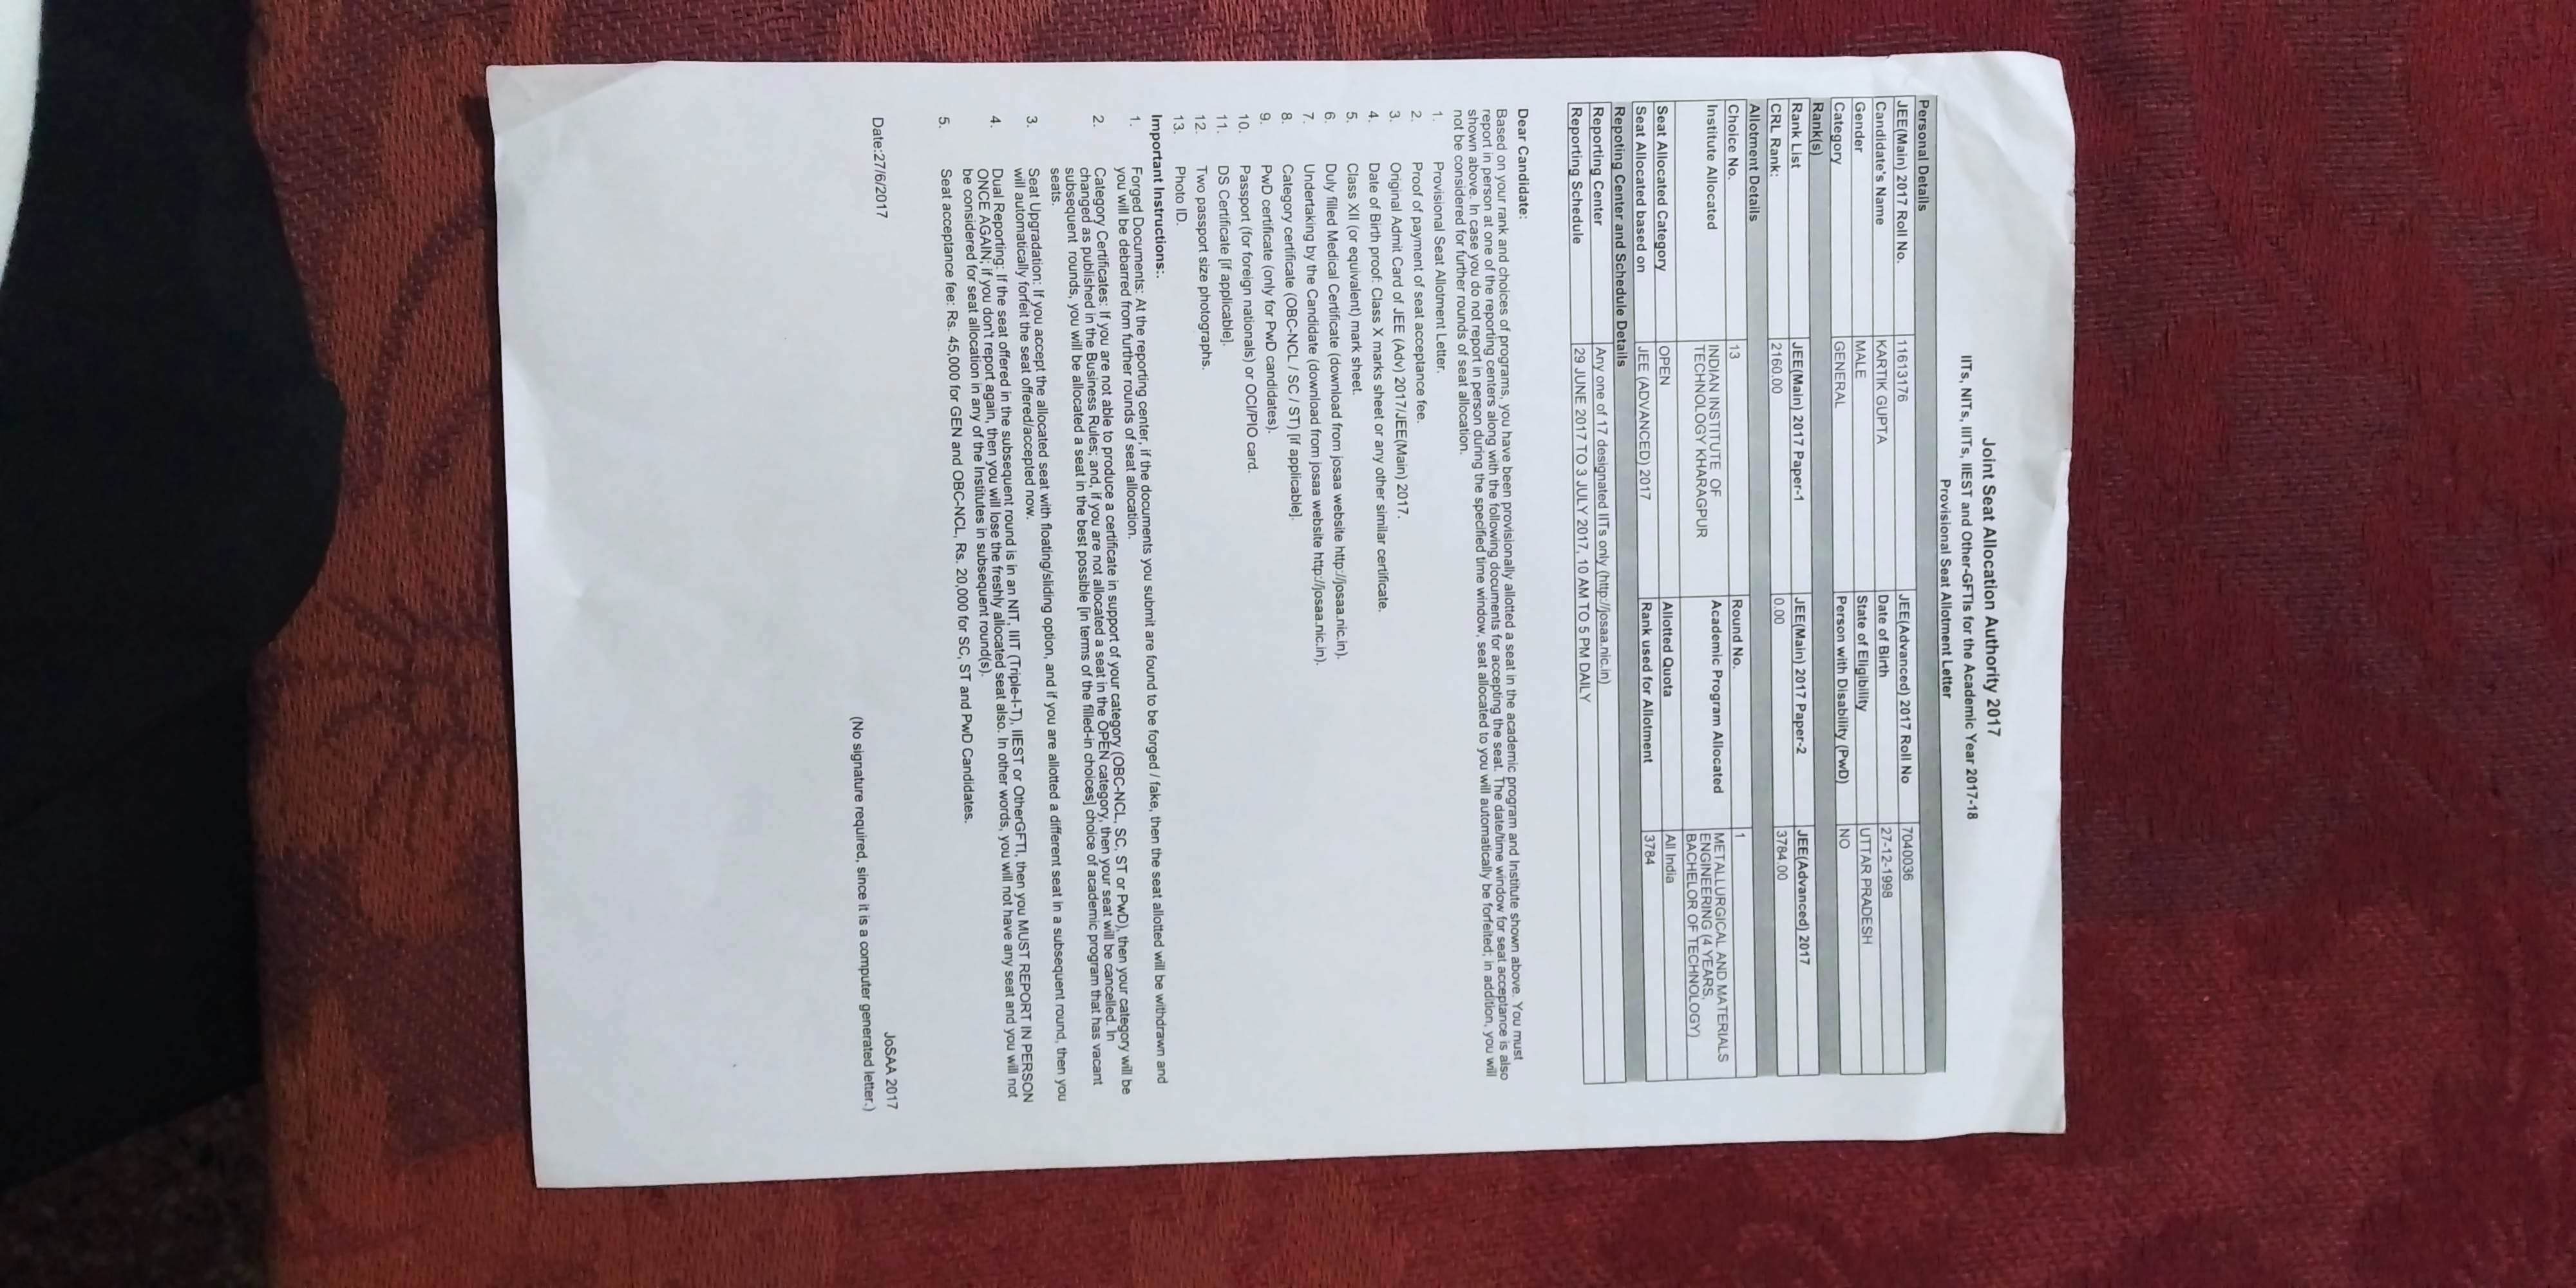 Joint Seat Allocation Authority 2017
IITs, NITs, IIITs, IIEST and Other-GFTIs for the Academic Year 2017-18
Provisional Seat Allotment Letter
Personal Details
JEE(Main) 2017 Roll No. 11613176 JEE(Advanced) 2017 Roll No 7040036
Candidate's Name KARTIK GUPTA Date of Birth 27-12-1998
Gender MALE State of Eligibility UTTAR PRADESH
Category GENERAL Person with Disability (PwD) NO
Rank(s)
Rank List JEE(Main) 2017 Paper-1 JEE(Main) 2017 Paper-2 JEE(Advanced) 2017
CRL Rank: 2160.00 0.00 3784.00
Allotment Details
Choice No. 13 Round No. 1
Institute Allocated INDIAN INSTITUTE OF TECHNOLOGY KHARAGPUR Academic Program Allocated METALLURGICAL AND MATERIALS ENGINEERING (4 YEARS, BACHELOR OF TECHNOLOGY)
Seat Allocated Category OPEN Allotted Quota All India
Seat Allocated based on JEE (ADVANCED) 2017 Rank used for Allotment 3784
Repoting Center and Schedule Details
Reporting Center Any one of 17 designated IITs only (http://josaa.nic.in)
Reporting Schedule 29 JUNE 2017 TO 3 JULY 2017, 10 AM TO 5 PM DAILY
Dear Candidate:
Based on your rank and choices of programs, you have been provisionally allotted a seat in the academic program and Institute shown above. You must
report in person at one of the reporting centers along with the following documents for accepting the seat. The date/time window for seat acceptance is also
shown above. In case you do not report in person during the specified time window, seat allocated to you will automatically be forfeited; in addition, you will
not be considered for further rounds of seat allocation.
1. Provisional Seat Allotment Letter.
2. Proof of payment of seat acceptance fee.
3. Original Admit Card of JEE (Adv) 2017/JEE(Main) 2017.
4. Date of Birth proof: Class X marks sheet or any other similar certificate.
5. Class XII (or equivalent) mark sheet.
6. Duly filled Medical Certificate (download from josaa website http://josaa.nic.in).
7. Undertaking by the Candidate (download from josaa website http://josaa.nic.in).
8. Category certificate (OBC-NCL / SC / ST) [if applicable].
9. PwD certificate (only for PwD candidates).
10. Passport (for foreign nationals) or OCI/PIO card.
11. DS Certificate [if applicable].
12. Two passport size photographs.
13. Photo ID.
Important Instructions:.
1. Forged Documents: At the reporting center, if the documents you submit are found to be forged / fake, then the seat allotted will be withdrawn and
you will be debarred from further rounds of seat allocation.
2. Category Certificates: If you are not able to produce a certificate in support of your category (OBC-NCL, SC, ST or PwD), then your category will be
changed as published in the Business Rules; and, if you are not allocated a seat in the OPEN category, then your seat will be cancelled. In
subsequent rounds, you will be allocated a seat in the best possible [in terms of the filled-in choices] choice of academic program that has vacant
seats.
3. Seat Upgradation: If you accept the allocated seat with floating/sliding option, and if you are allotted a different seat in a subsequent round, then you
will automatically forfeit the seat offered/accepted now.
4. Dual Reporting: If the seat offered in the subsequent round is in an NIT, IIIT (Triple-I-T), IIEST or OtherGFTI, then you MUST REPORT IN PERSON
ONCE AGAIN; if you don't report again, then you will lose the freshly allocated seat also. In other words, you will not have any seat and you will not
be considered for seat allocation in any of the Institutes in subsequent round(s).
5. Seat acceptance fee: Rs. 45,000 for GEN and OBC-NCL, Rs. 20,000 for SC, ST and PwD Candidates.
Date:27/6/2017 JoSAA 2017
(No signature required, since it is a computer generated letter.)